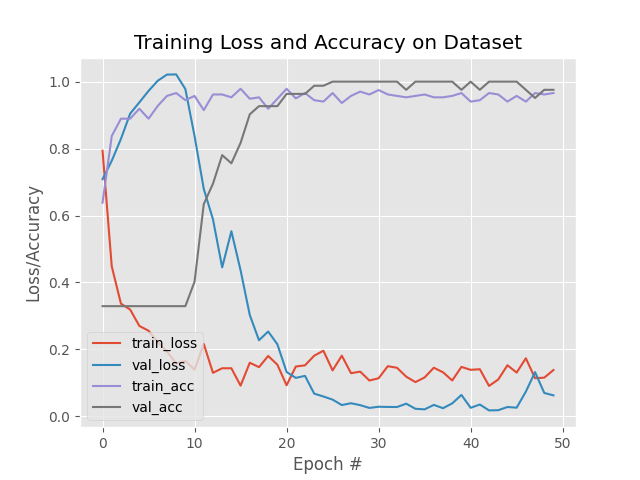 Training Loss and Accuracy on Dataset
Loss/Accuracy
1.0
0.8
0.6
0.4
0.2
0.0
train_loss
val_loss
train_acc
val_acc
0 10 20 30 40 50
Epoch #